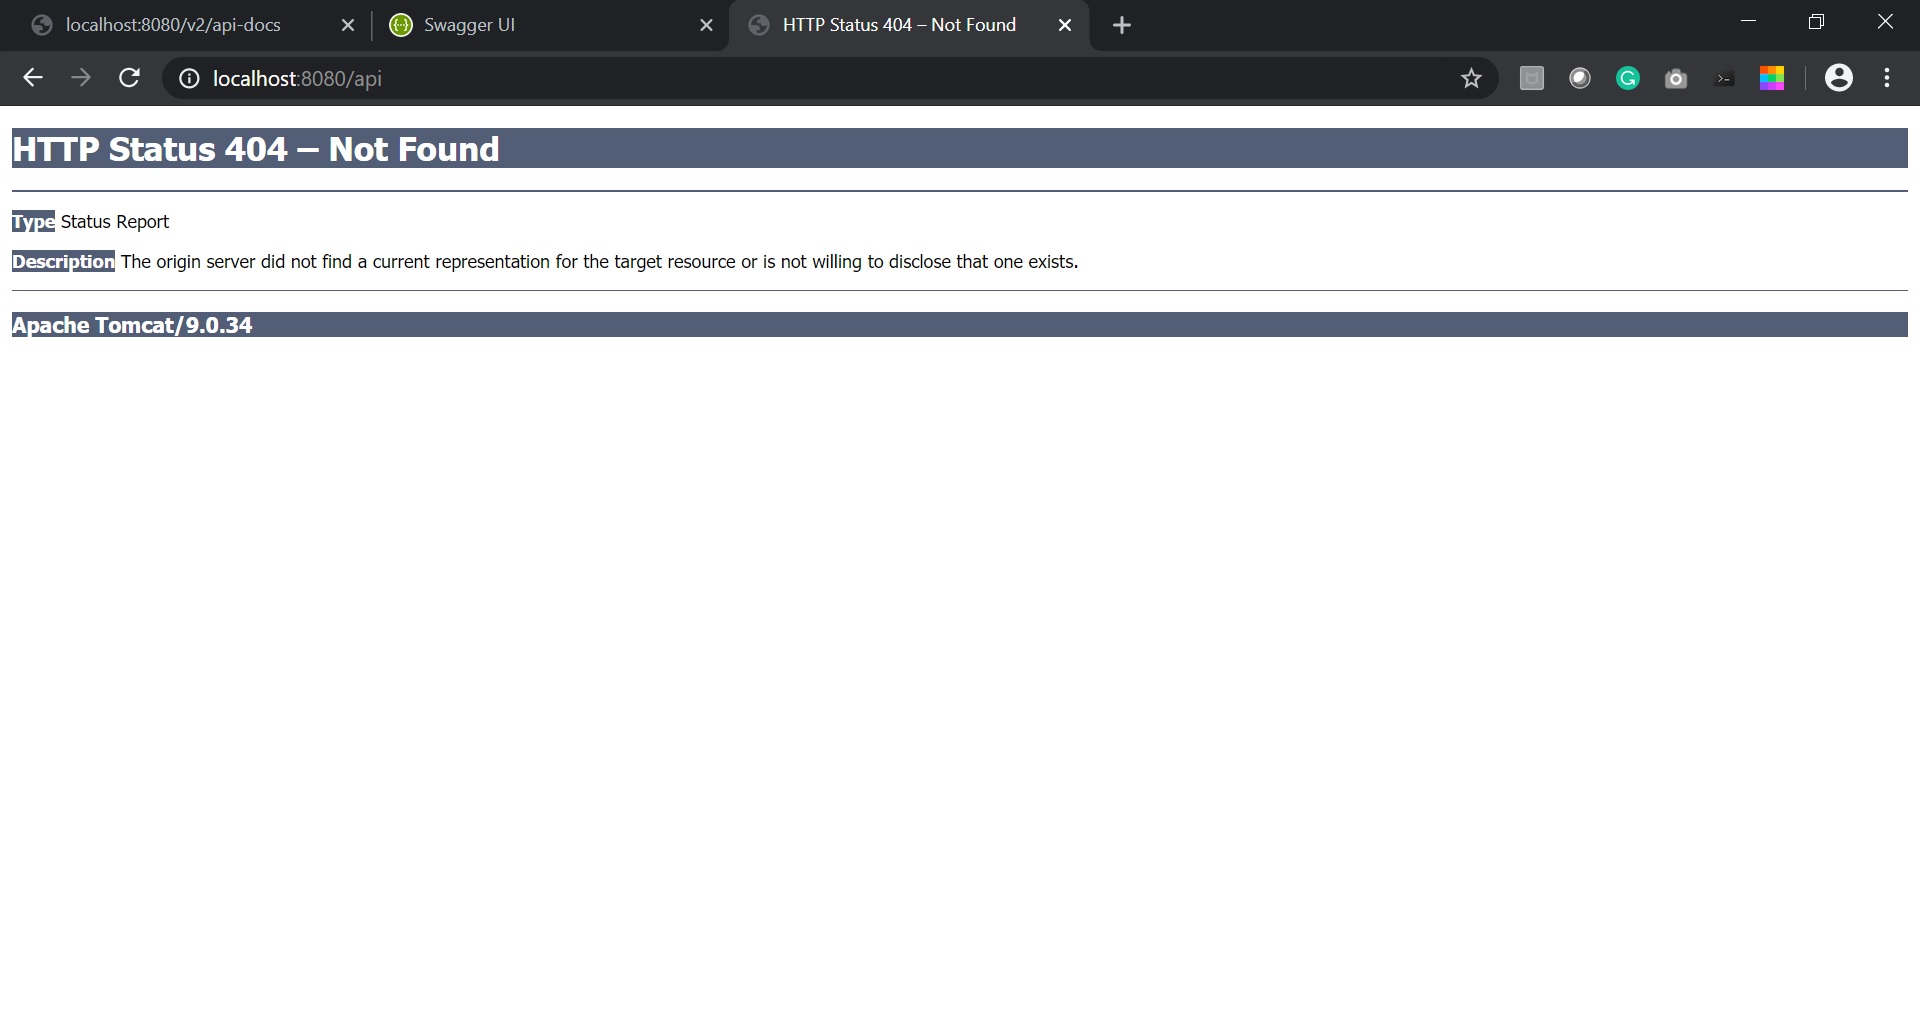 localhost:8080/v2/api-docs
Swagger UI
HTTP Status 404 – Not Found
localhost:8080/api
HTTP Status 404 – Not Found
Type Status Report
Description The origin server did not find a current representation for the target resource or is not willing to disclose that one exists.
Apache Tomcat/9.0.34